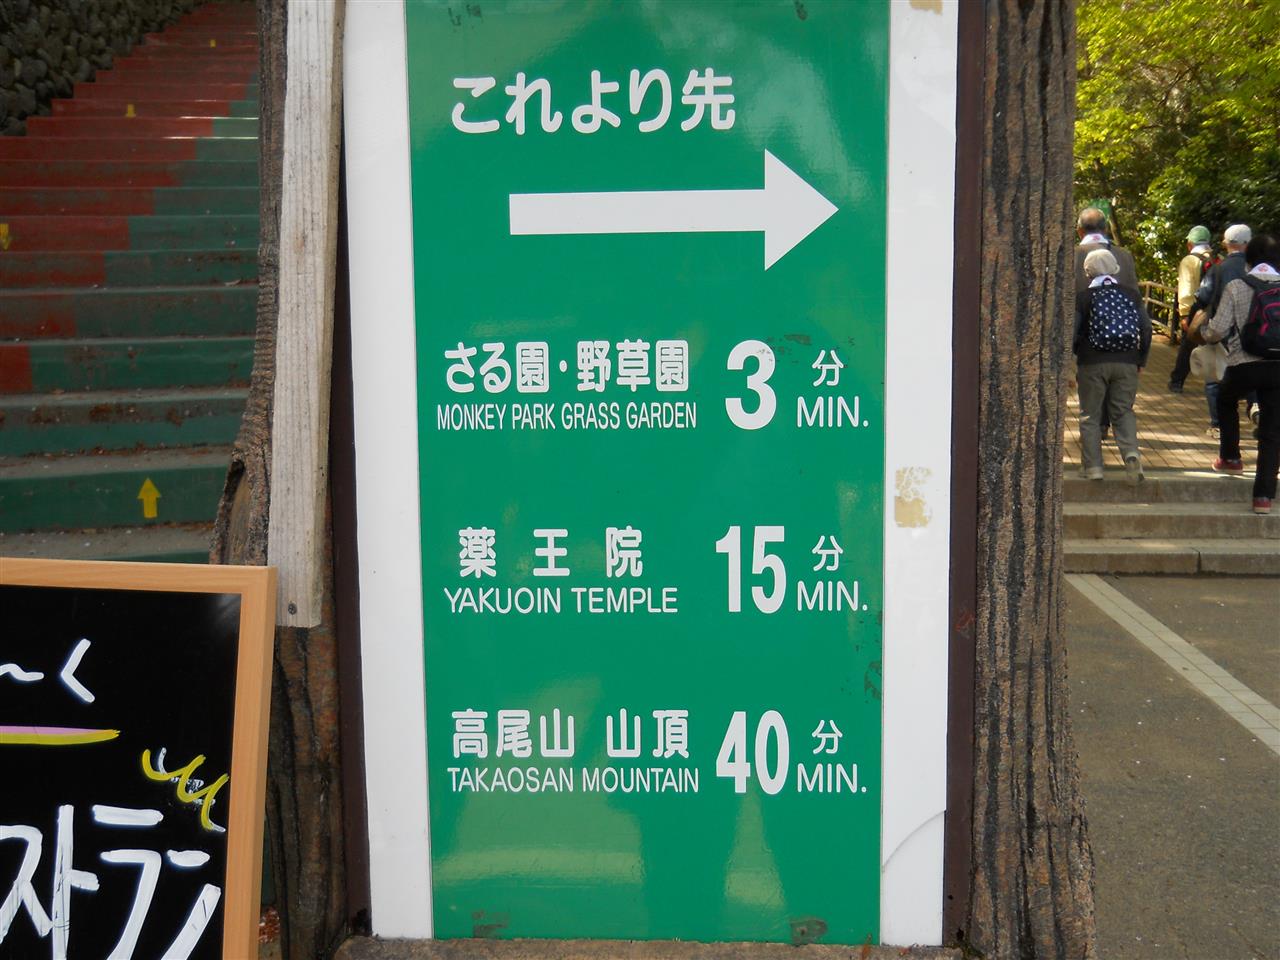 これより先
さる園・野草園 3 分
MONKEY PARK GRASS GARDEN MIN.
薬王院 15 分
YAKUOIN TEMPLE MIN.
高尾山 山頂 40 分
TAKAOSAN MOUNTAIN MIN.
〜く
ストラン